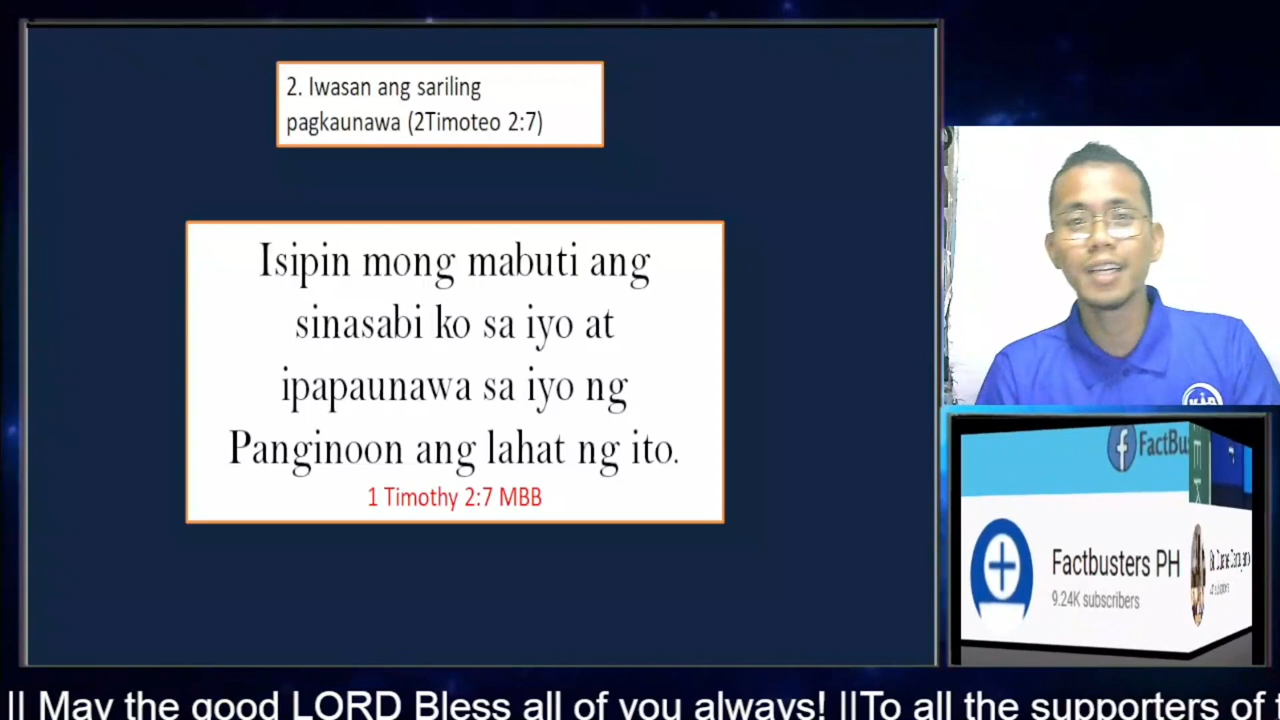 2. Iwasan ang sariling
pagkaunawa (2Timoteo 2:7)
Isipin mong mabuti ang
sinasabi ko sa iyo at
ipapaunawa sa iyo ng
Panginoon ang lahat ng ito.
1 Timothy 2:7 MBB
FactBu
Factbusters PH
9.24K subscribers
|| May the good LORD Bless all of you always! ||To all the supporters of